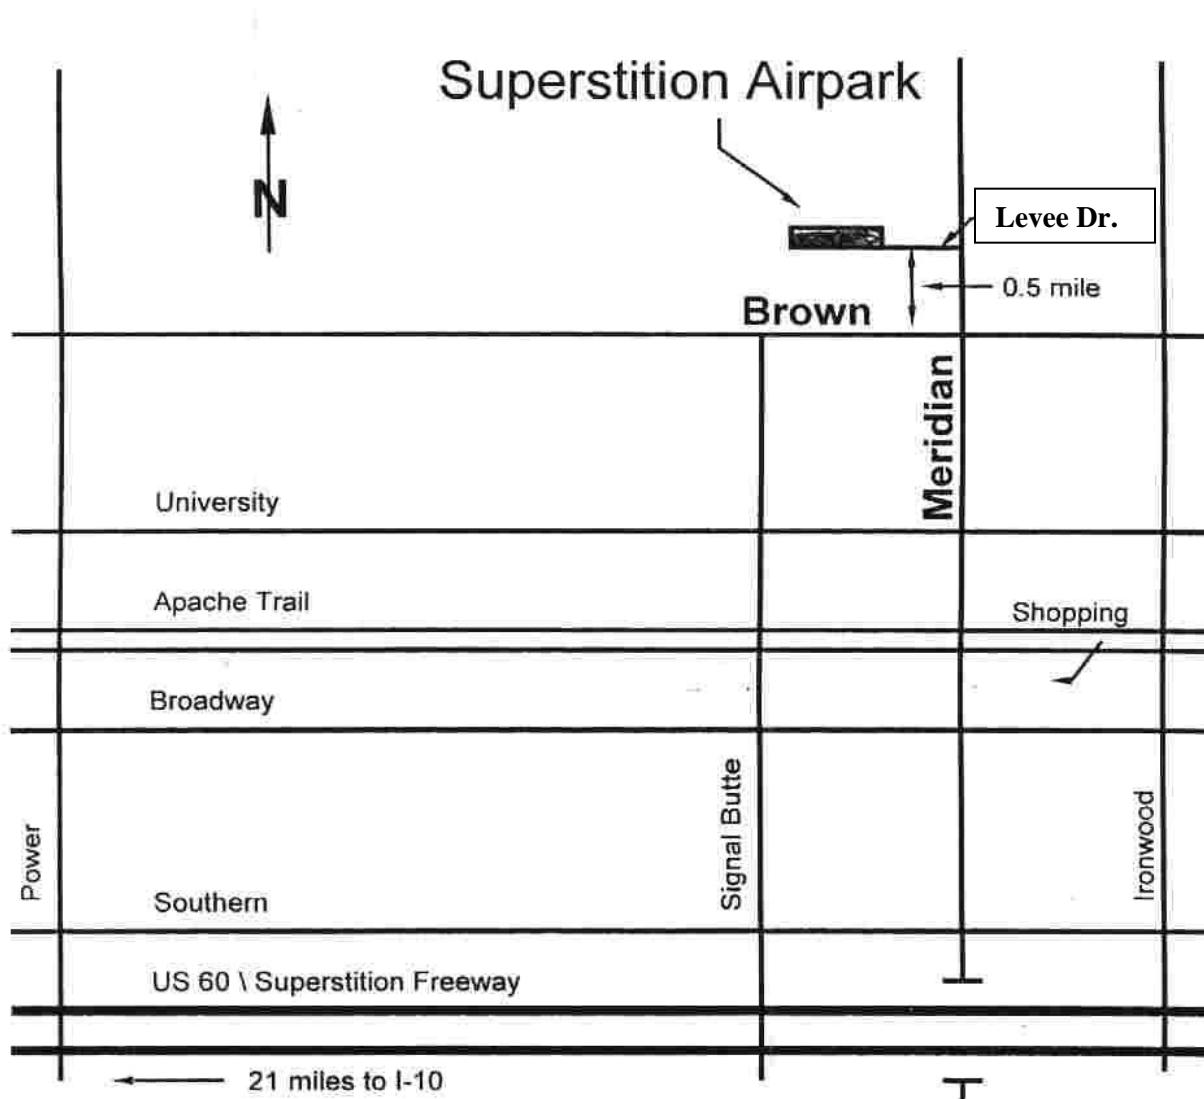 Superstition Airpark
N
Levee Dr.
0.5 mile
Brown
Meridian
University
Apache Trail
Shopping
Broadway
Signal Butte
Ironwood
Power
Southern
US 60 \ Superstition Freeway
21 miles to I-10